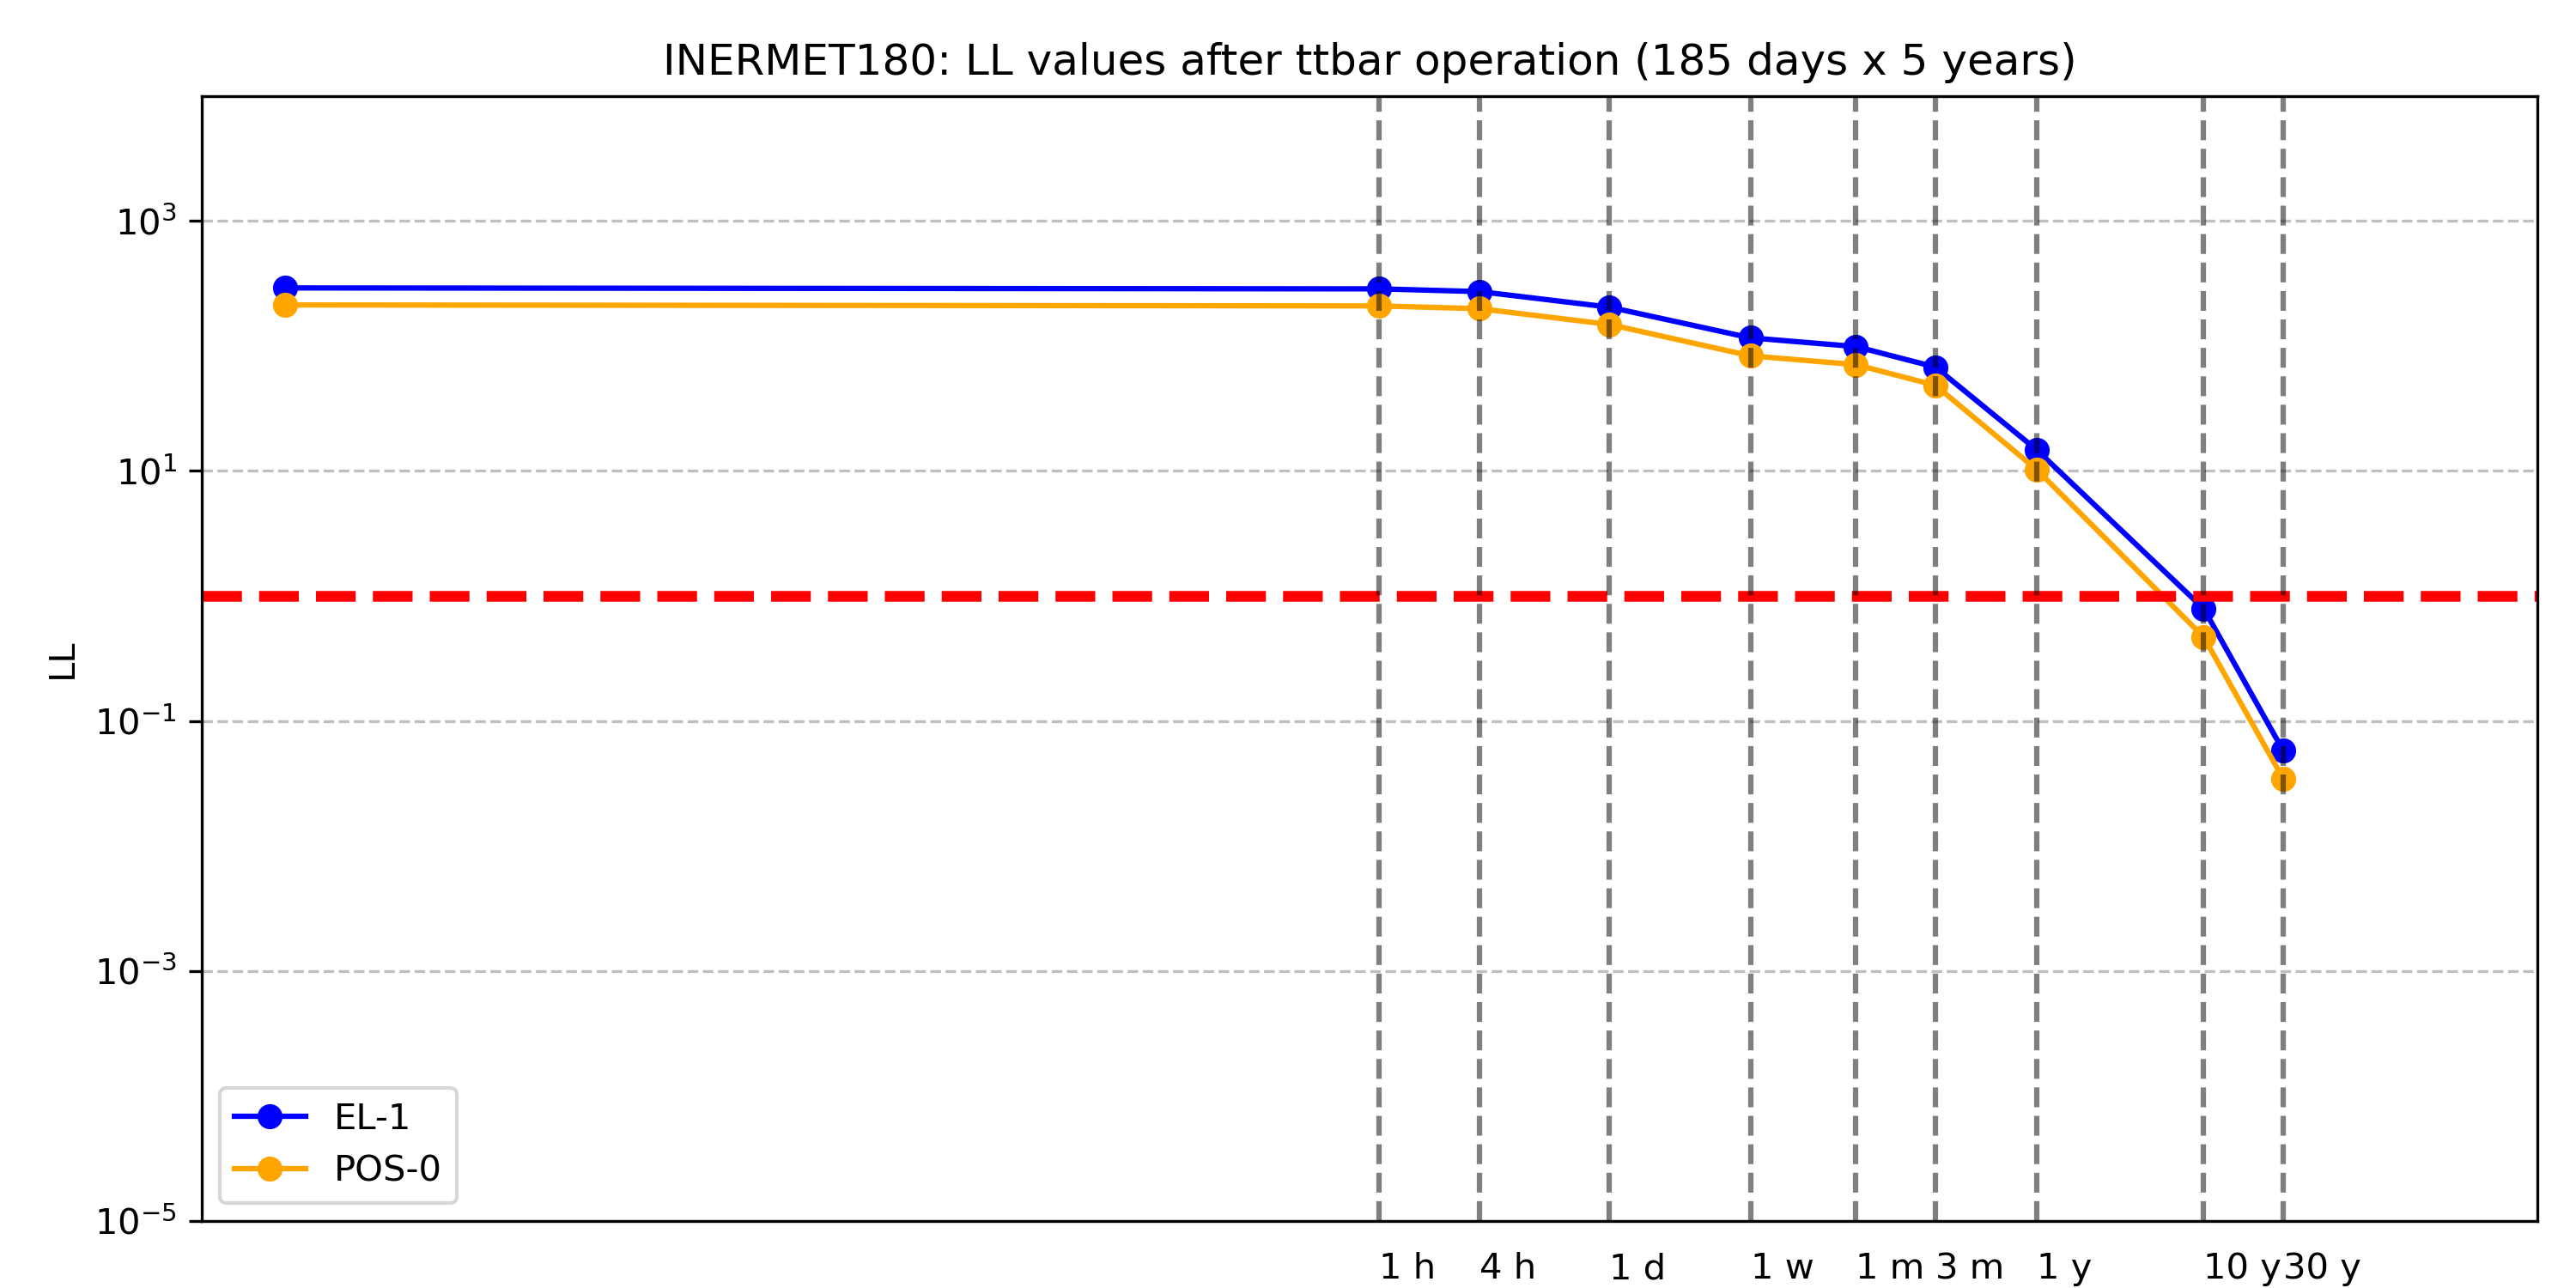 INERMET180: LL values after ttbar operation (185 days x 5 years)
LL
10³
10¹
10⁻¹
10⁻³
10⁻⁵
EL-1
POS-0
1 h 4 h 1 d 1 w 1 m 3 m 1 y 10 y 30 y